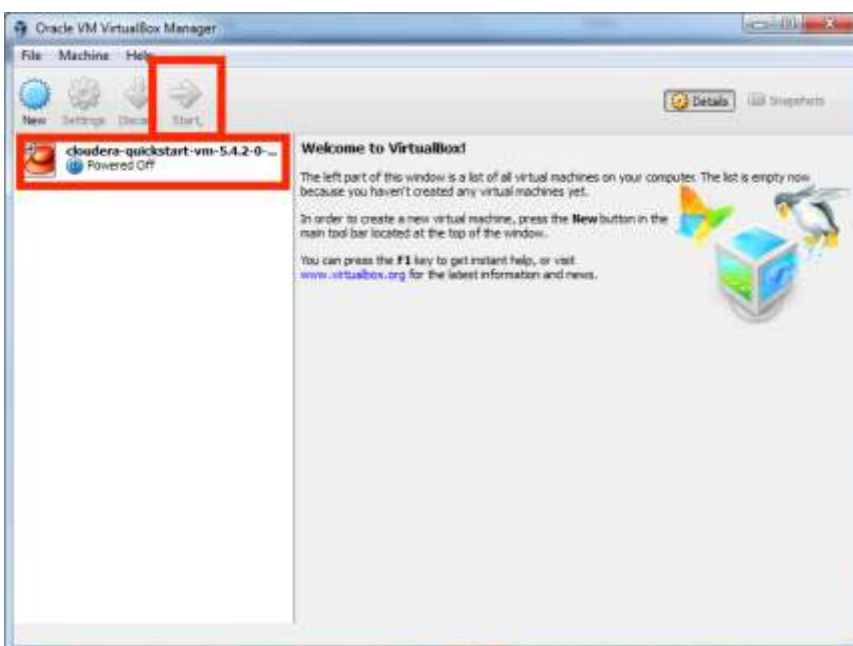 Oracle VM VirtualBox Manager
File Machine Help
New Settings Discard Start
Details Snapshots
cloudera-quickstart-vm-5.4.2-0-...
Powered Off
Welcome to VirtualBox!
The left part of this window is a list of all virtual machines on your computer. The list is empty now
because you haven't created any virtual machines yet.
In order to create a new virtual machine, press the New button in the
main tool bar located at the top of the window.
You can press the F1 key to get instant help, or visit
www.virtualbox.org for the latest information and news.